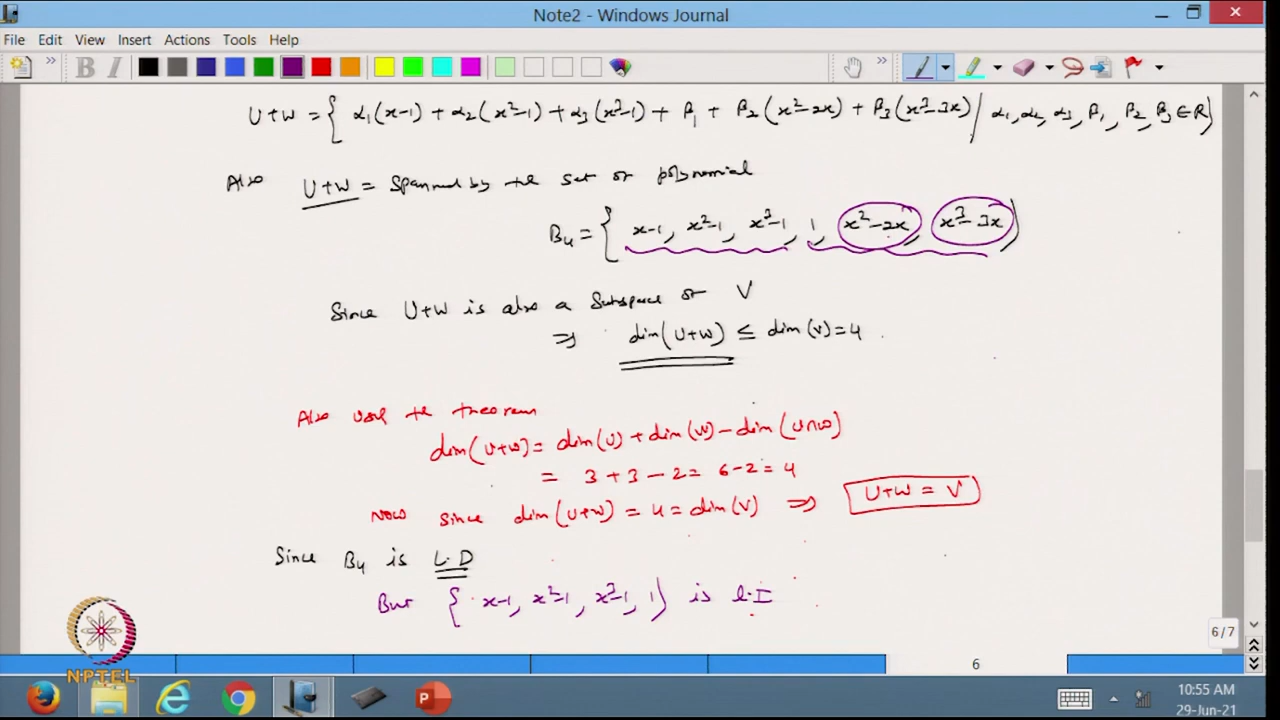 Note2 - Windows Journal
File Edit View Insert Actions Tools Help
U+W = { α1(x-1) + α2(x²-1) + α3(x³-1) + β1 + β2(x²-2x) + β3(x³-3x) / α1, α2, α3, β1, β2, β3 ∈ R}
Also U+W = Spanned by the set of polynomial
B4 = { x-1, x²-1, x³-1, 1, x²-2x, x³-3x}
Since U+W is also a Subspace of V
⇒ dim(U+W) ≤ dim(V)=4
Also using the theorem
dim(U+W) = dim(U) + dim(W) - dim(U∩W)
= 3+3-2 = 6-2 = 4
Now since dim(U+W) = 4 = dim(V) ⇒ U+W = V
Since B4 is L.D
But { x-1, x²-1, x³-1, 1} is L.I
6/7
6
NPTEL
10:55 AM
29-Jun-21